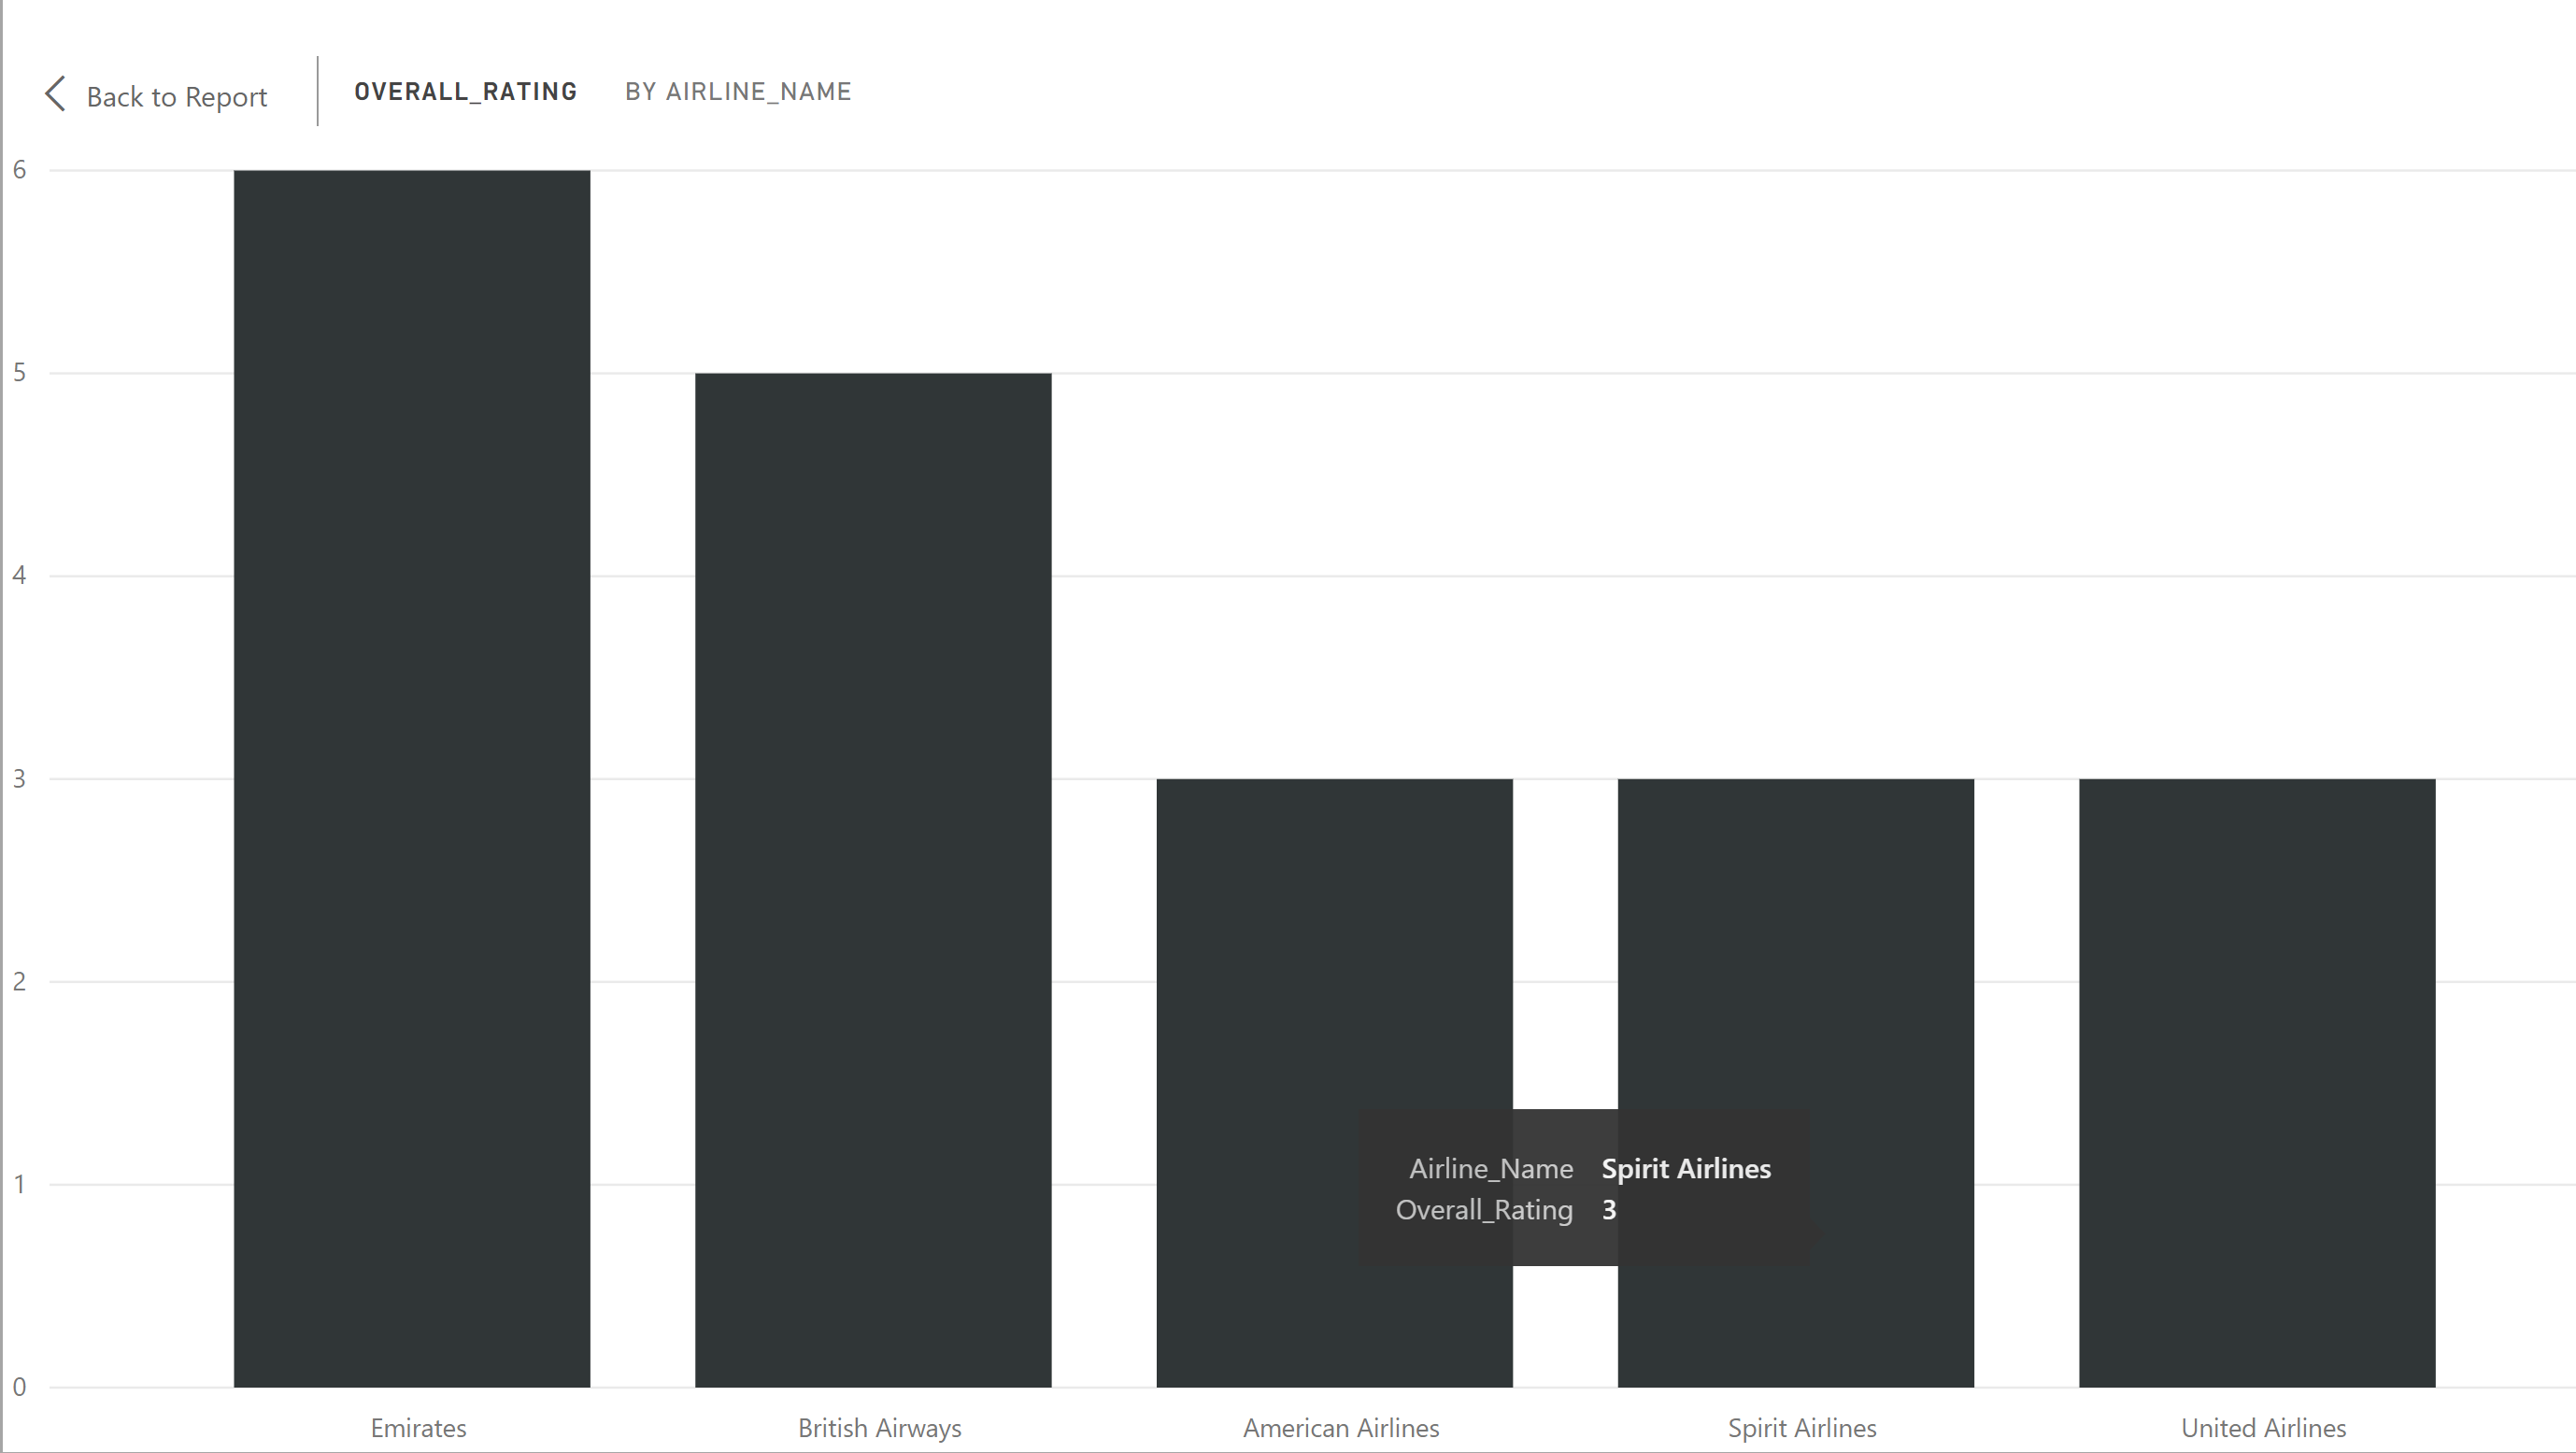 Back to Report
OVERALL_RATING BY AIRLINE_NAME
6
5
4
3
2
1
0
Airline_Name Spirit Airlines
Overall_Rating 3
Emirates British Airways American Airlines Spirit Airlines United Airlines